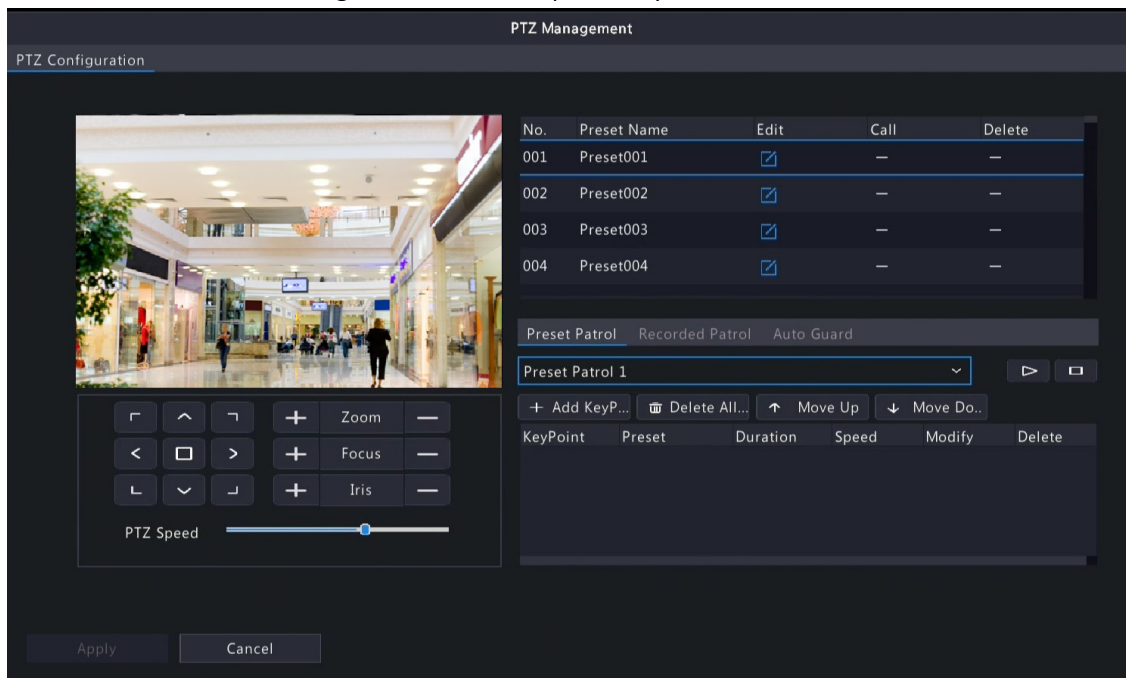 PTZ Management
PTZ Configuration
No. Preset Name Edit Call Delete
001 Preset001 — —
002 Preset002 — —
003 Preset003 — —
004 Preset004 — —
Preset Patrol Recorded Patrol Auto Guard
Preset Patrol 1
+ Add KeyP... Delete All... ↑ Move Up ↓ Move Do..
KeyPoint Preset Duration Speed Modify Delete
+ Zoom —
+ Focus —
+ Iris —
PTZ Speed
Apply Cancel